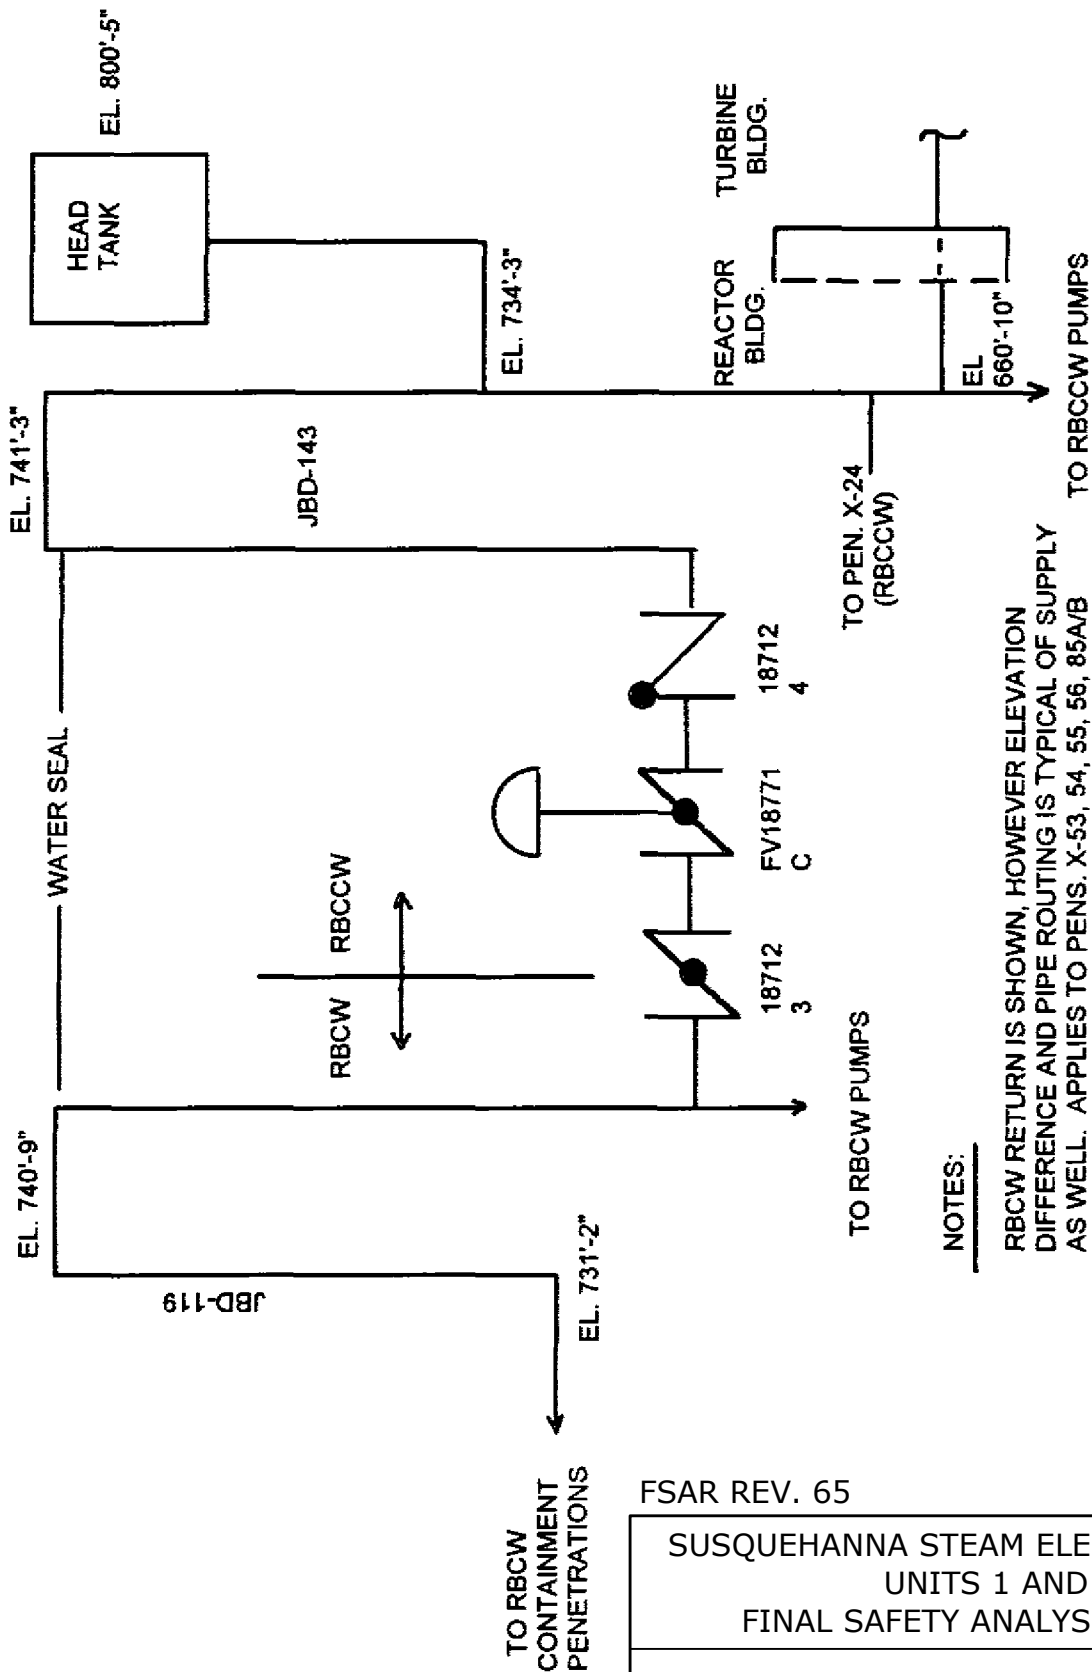 TO RBCW
CONTAINMENT
PENETRATIONS
EL. 731'-2"
JBD-119
EL. 740'-9"
WATER SEAL
EL. 741'-3"
HEAD
TANK
EL. 800'-5"
RBCW
RBCCW
JBD-143
EL. 734'-3"
TO RBCW PUMPS
18712
3
FV18771
C
18712
4
TO PEN. X-24
(RBCCW)
REACTOR
BLDG.
TURBINE
BLDG.
EL
660'-10"
TO RBCCW PUMPS
NOTES:
RBCW RETURN IS SHOWN, HOWEVER ELEVATION
DIFFERENCE AND PIPE ROUTING IS TYPICAL OF SUPPLY
AS WELL. APPLIES TO PENS. X-53, 54, 55, 56, 85A/B
FSAR REV. 65
SUSQUEHANNA STEAM ELE
UNITS 1 AND
FINAL SAFETY ANALYS